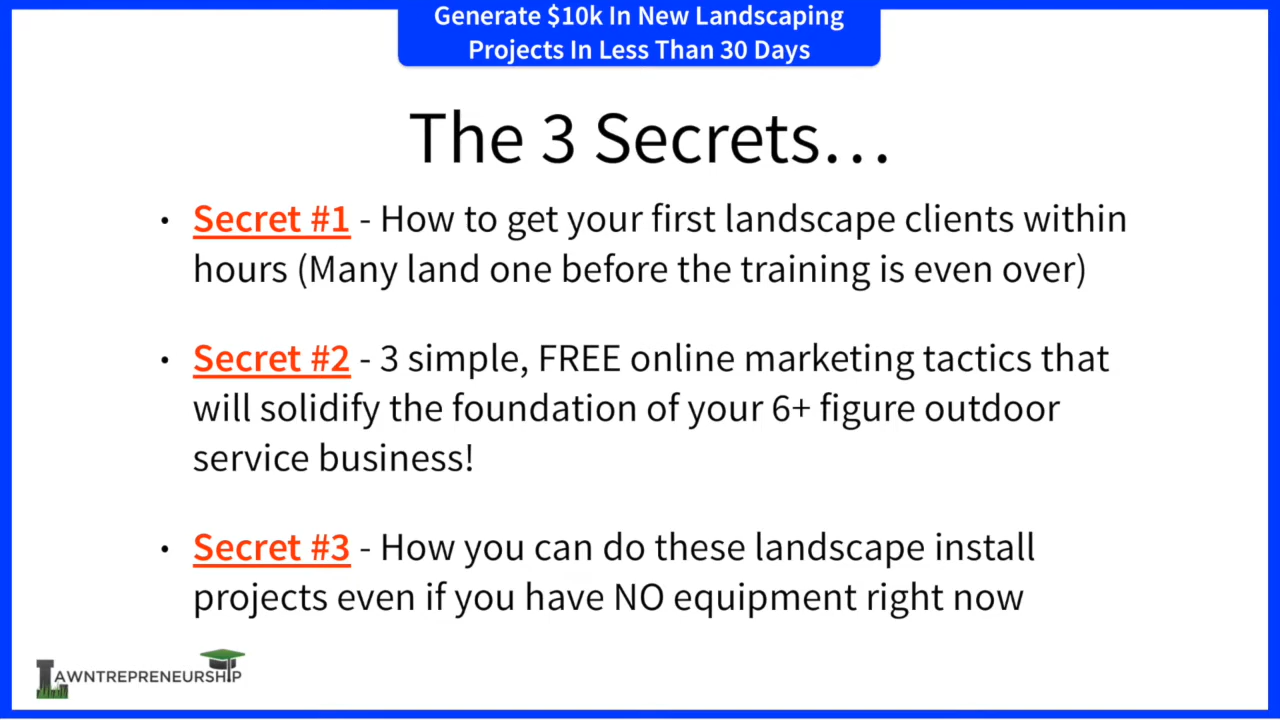 Generate $10k In New Landscaping
Projects In Less Than 30 Days
The 3 Secrets...
• Secret #1 - How to get your first landscape clients within
hours (Many land one before the training is even over)
• Secret #2 - 3 simple, FREE online marketing tactics that
will solidify the foundation of your 6+ figure outdoor
service business!
• Secret #3 - How you can do these landscape install
projects even if you have NO equipment right now
LAWNTREPRENEURSHIP